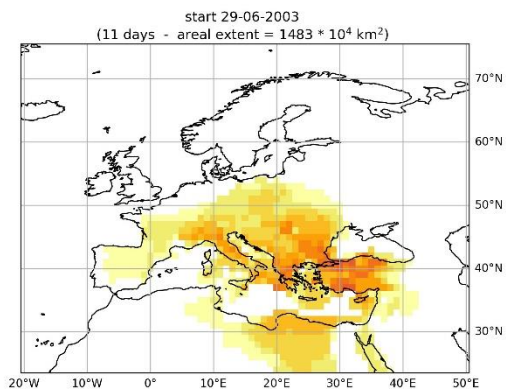 start 29-06-2003
(11 days - areal extent = 1483 * 10⁴ km²)
70°N
60°N
50°N
40°N
30°N
20°W 10°W 0° 10°E 20°E 30°E 40°E 50°E